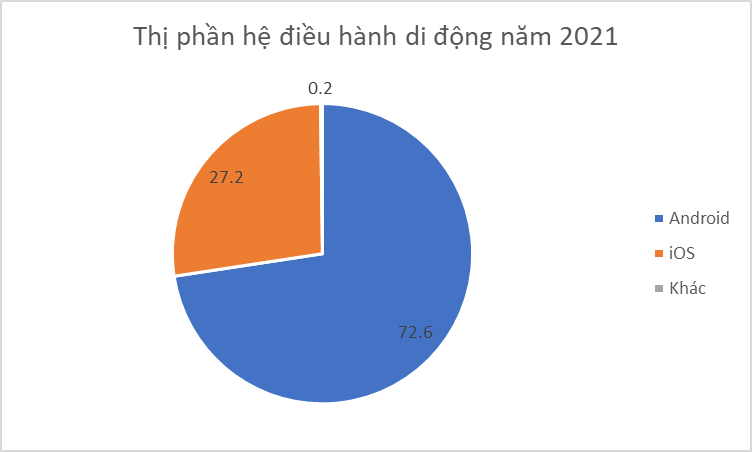 Thị phần hệ điều hành di động năm 2021
0.2
27.2
72.6
Android
iOS
Khác